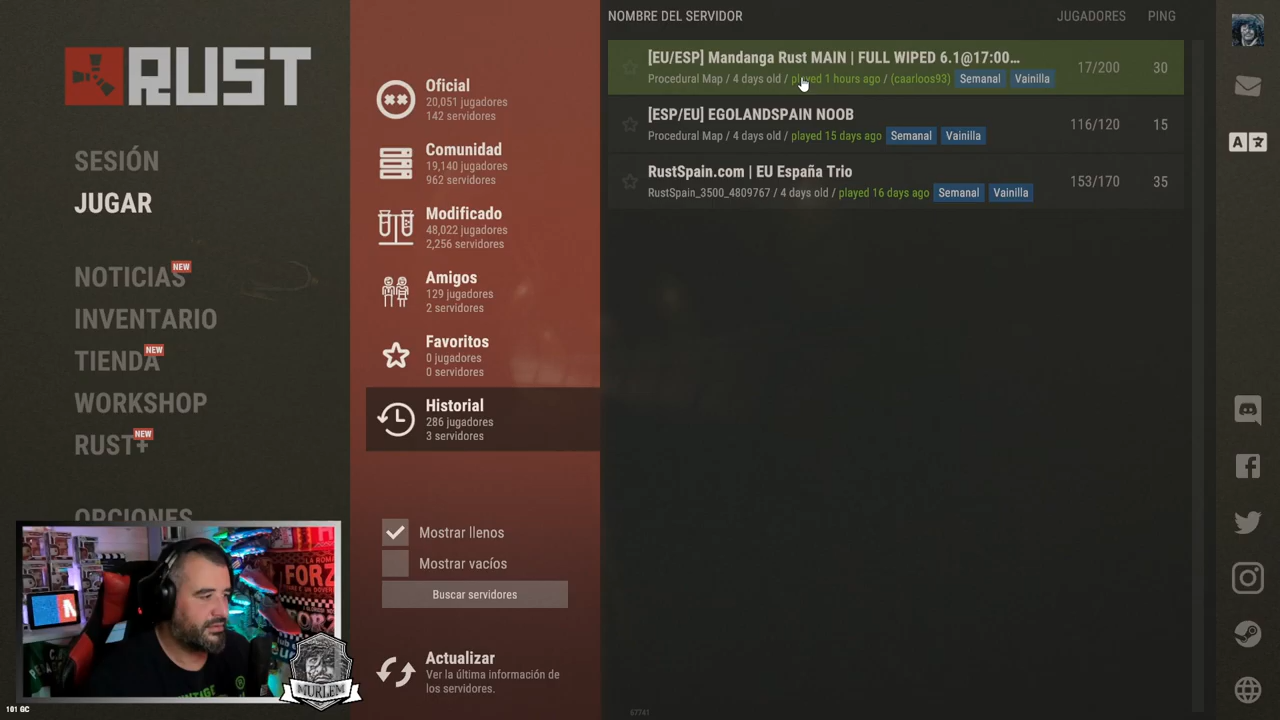 RUST
SESIÓN
JUGAR
NOTICIAS NEW
INVENTARIO
TIENDA NEW
WORKSHOP
RUST+ NEW
OPCIONES
Oficial
20,051 jugadores
142 servidores
Comunidad
19,140 jugadores
962 servidores
Modificado
48,022 jugadores
2,256 servidores
Amigos
129 jugadores
2 servidores
Favoritos
0 jugadores
0 servidores
Historial
286 jugadores
3 servidores
Mostrar llenos
Mostrar vacíos
Buscar servidores
Actualizar
Ver la última información de
los servidores.
NOMBRE DEL SERVIDOR JUGADORES PING
[EU/ESP] Mandanga Rust MAIN | FULL WIPED 6.1@17:00... 17/200 30
Procedural Map / 4 days old / played 1 hours ago / (caarloos93) Semanal Vainilla
[ESP/EU] EGOLANDSPAIN NOOB 116/120 15
Procedural Map / 4 days old / played 15 days ago Semanal Vainilla
RustSpain.com | EU España Trio 153/170 35
RustSpain_3500_4809767 / 4 days old / played 16 days ago Semanal Vainilla
A
FORZ
MURLEM
101 GC
67741